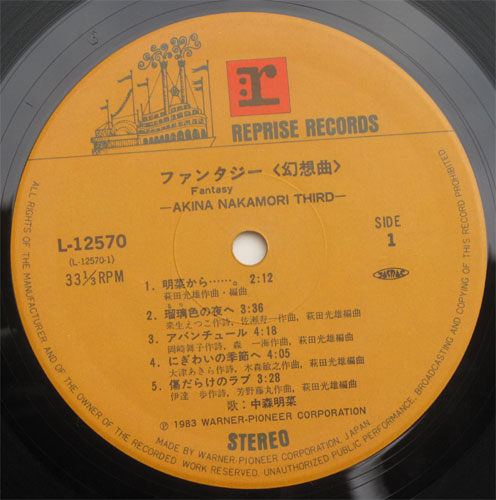 r
REPRISE RECORDS
ファンタジー〈幻想曲〉
Fantasy
—AKINA NAKAMORI THIRD—
L-12570
(L-12570-1)
33⅓RPM
SIDE
1
JASRAC
1. 明菜から……。 2:12
萩田光雄作曲・編曲
2. 瑠璃色の夜へ 3:36
来生えつこ作詩、佐瀬寿一作曲、萩田光雄編曲
3. アバンチュール 4:18
岡崎舞子作詩、森 一湧作曲、萩田光雄編曲
4. にぎわいの季節へ 4:05
大津あきら作詩、木森敏之作曲、萩田光雄編曲
5. 傷だらけのラブ 3:28
伊達 歩作詩、芳野藤丸作曲、萩田光雄編曲
歌：中森明菜
Ⓟ 1983 WARNER-PIONEER CORPORATION
STEREO
MADE BY WARNER-PIONEER CORPORATION, JAPAN.
ALL RIGHTS OF THE MANUFACTURER AND OF THE OWNER OF THE RECORDED WORK RESERVED. UNAUTHORIZED PUBLIC PERFORMANCE, BROADCASTING AND COPYING OF THIS RECORD PROHIBITED